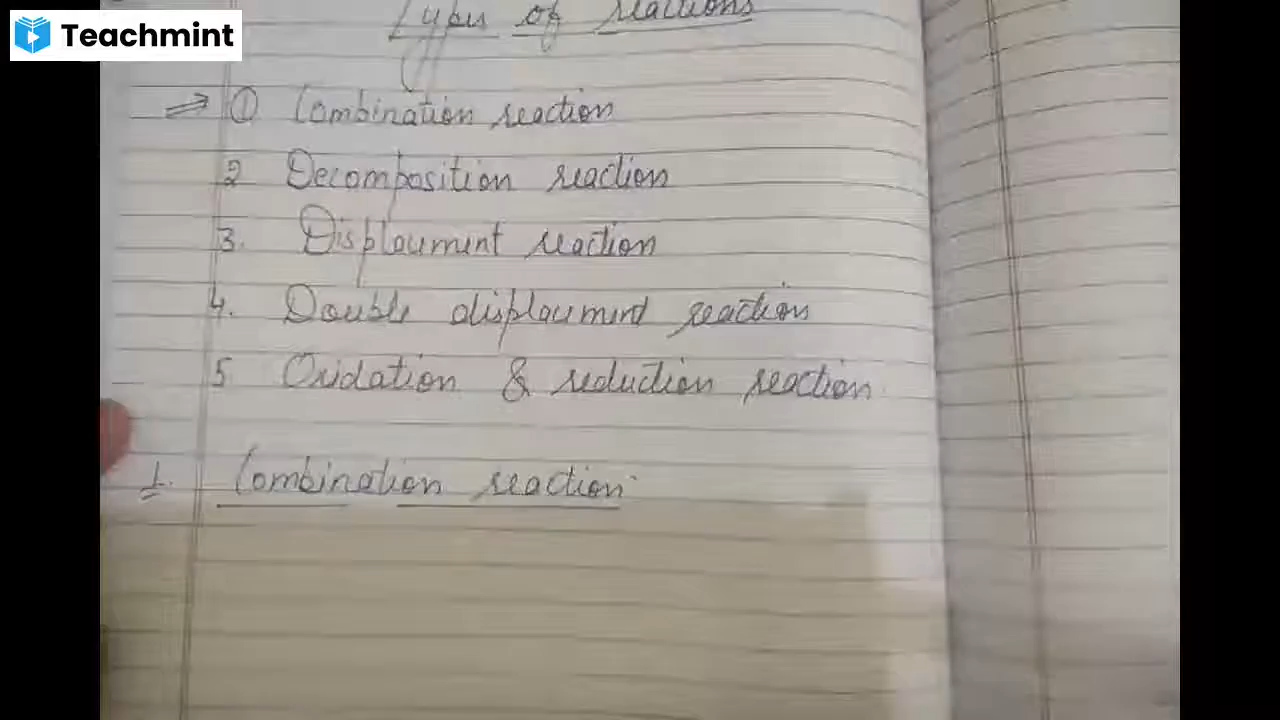 Teachmint
Types of reactions
⇒ ① Combination reaction
2 Decomposition reaction
3. Displacement reaction
4. Double displacement reaction
5 Oxidation & reduction reaction
1. Combination reaction